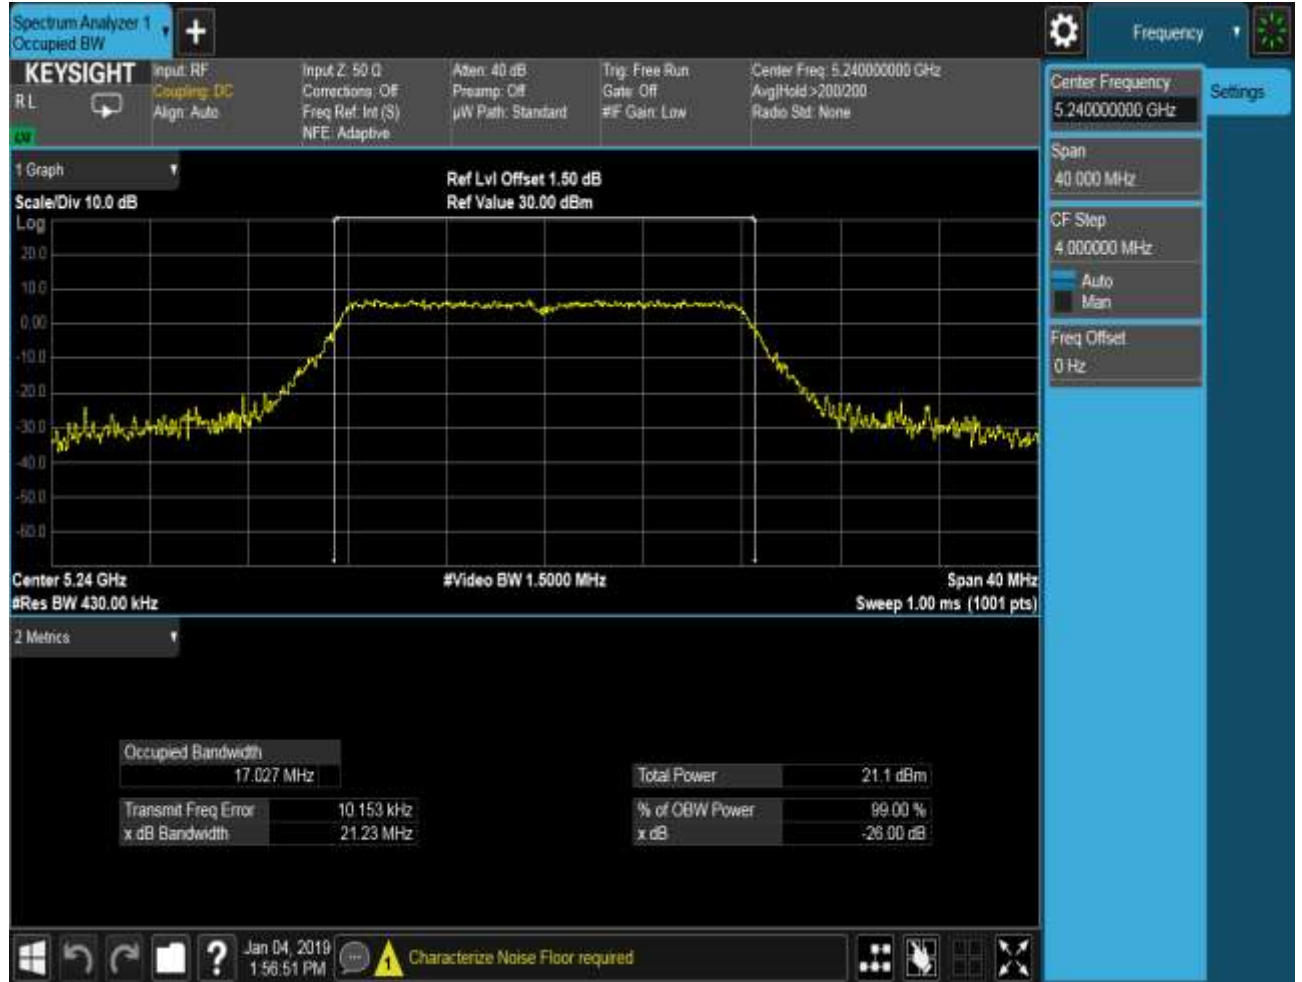 Spectrum Analyzer 1
Occupied BW
+
Frequency
KEYSIGHT
RL
LXI
Input: RF
Coupling: DC
Align: Auto
Input Z: 50 Ω
Corrections: Off
Freq Ref: Int (S)
NFE: Adaptive
Atten: 40 dB
Preamp: Off
µW Path: Standard
Trig: Free Run
Gate: Off
#IF Gain: Low
Center Freq: 5.240000000 GHz
Avg|Hold:>200/200
Radio Std: None
Center Frequency
5.240000000 GHz
Settings
Span
40.000 MHz
CF Step
4.000000 MHz
Auto
Man
Freq Offset
0 Hz
1 Graph
Ref Lvl Offset 1.50 dB
Scale/Div 10.0 dB
Ref Value 30.00 dBm
Log
20.0
10.0
0.00
-10.0
-20.0
-30.0
-40.0
-50.0
-60.0
Center 5.24 GHz
#Video BW 1.5000 MHz
Span 40 MHz
#Res BW 430.00 kHz
Sweep 1.00 ms (1001 pts)
2 Metrics
Occupied Bandwidth
17.027 MHz
Total Power 21.1 dBm
Transmit Freq Error 10.153 kHz
% of OBW Power 99.00 %
x dB Bandwidth 21.23 MHz
x dB -26.00 dB
?
Jan 04, 2019
1:56:51 PM
1
Characterize Noise Floor required